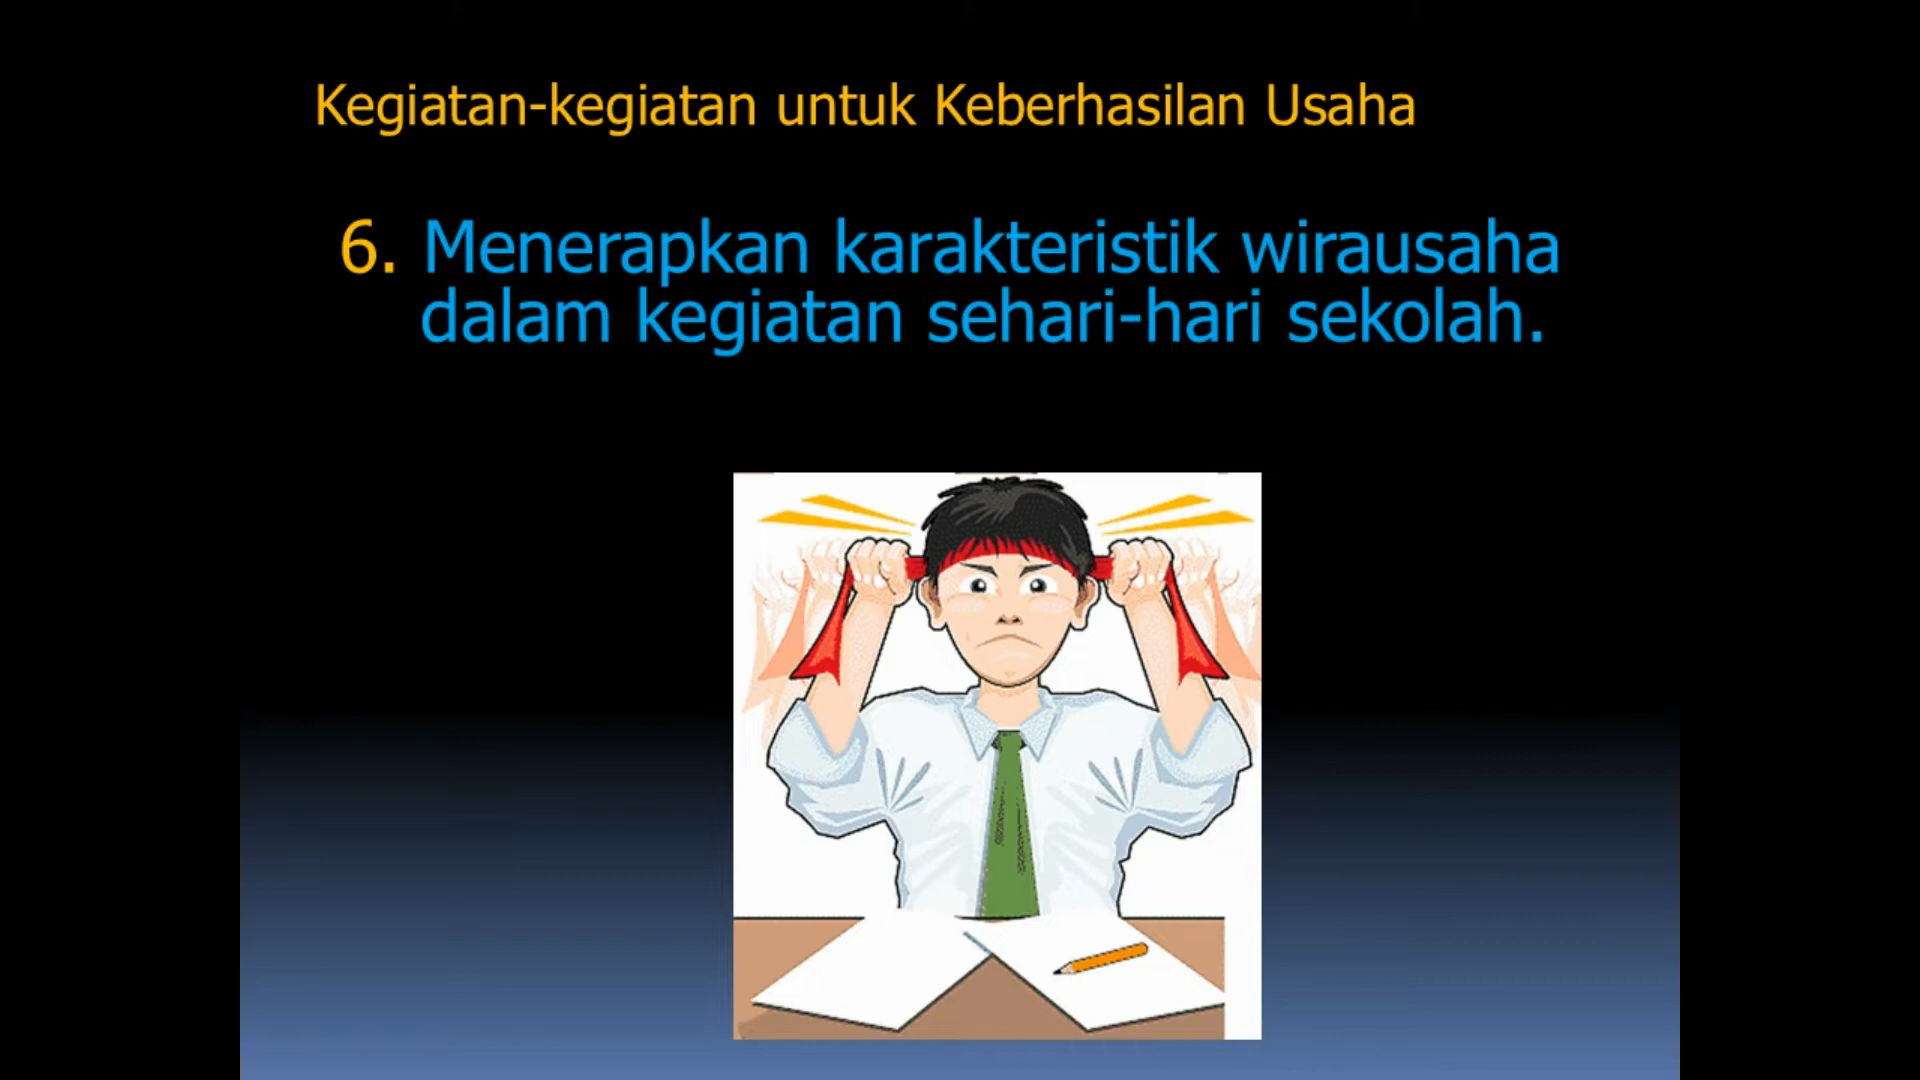 Kegiatan-kegiatan untuk Keberhasilan Usaha
6. Menerapkan karakteristik wirausaha
dalam kegiatan sehari-hari sekolah.